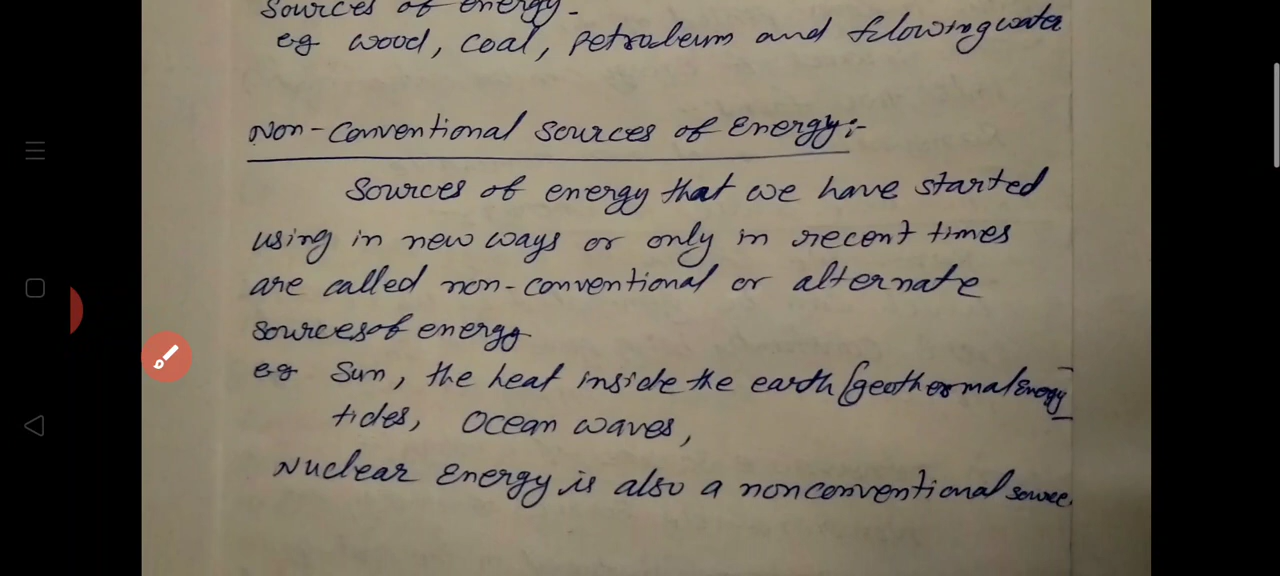 Sources of energy.
eg wood, coal, petroleum and flowing water
Non-Conventional Sources of Energy:-
Sources of energy that we have started
using in new ways or only in recent times
are called non-conventional or alternate
sources of energy
eg Sun, the heat inside the earth [geothermal Energy]
tides, Ocean waves,
Nuclear Energy is also a nonconventional source.